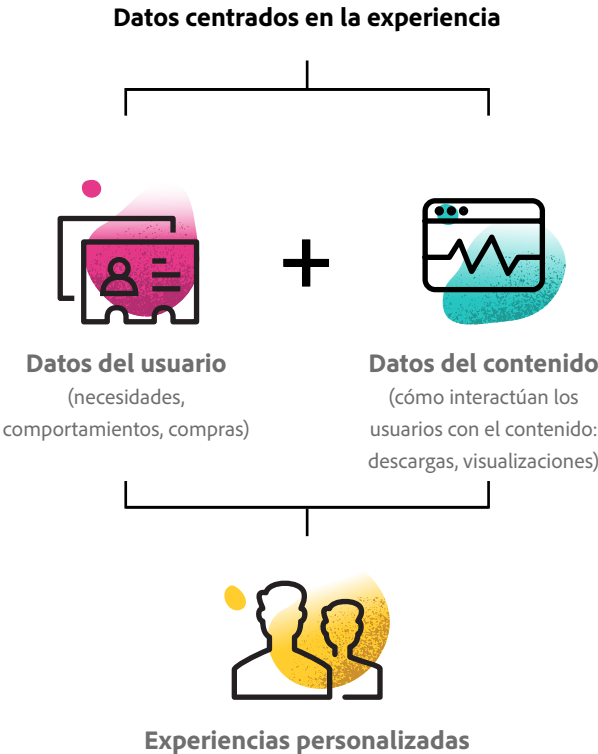 Datos centrados en la experiencia
Datos del usuario
(necesidades,
comportamientos, compras)
Datos del contenido
(cómo interactúan los
usuarios con el contenido:
descargas, visualizaciones)
Experiencias personalizadas